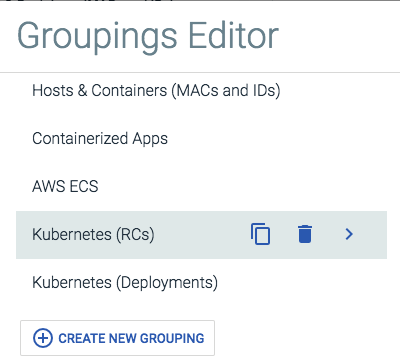 Groupings Editor
Hosts & Containers (MACs and IDs)
Containerized Apps
AWS ECS
Kubernetes (RCs)
Kubernetes (Deployments)
CREATE NEW GROUPING